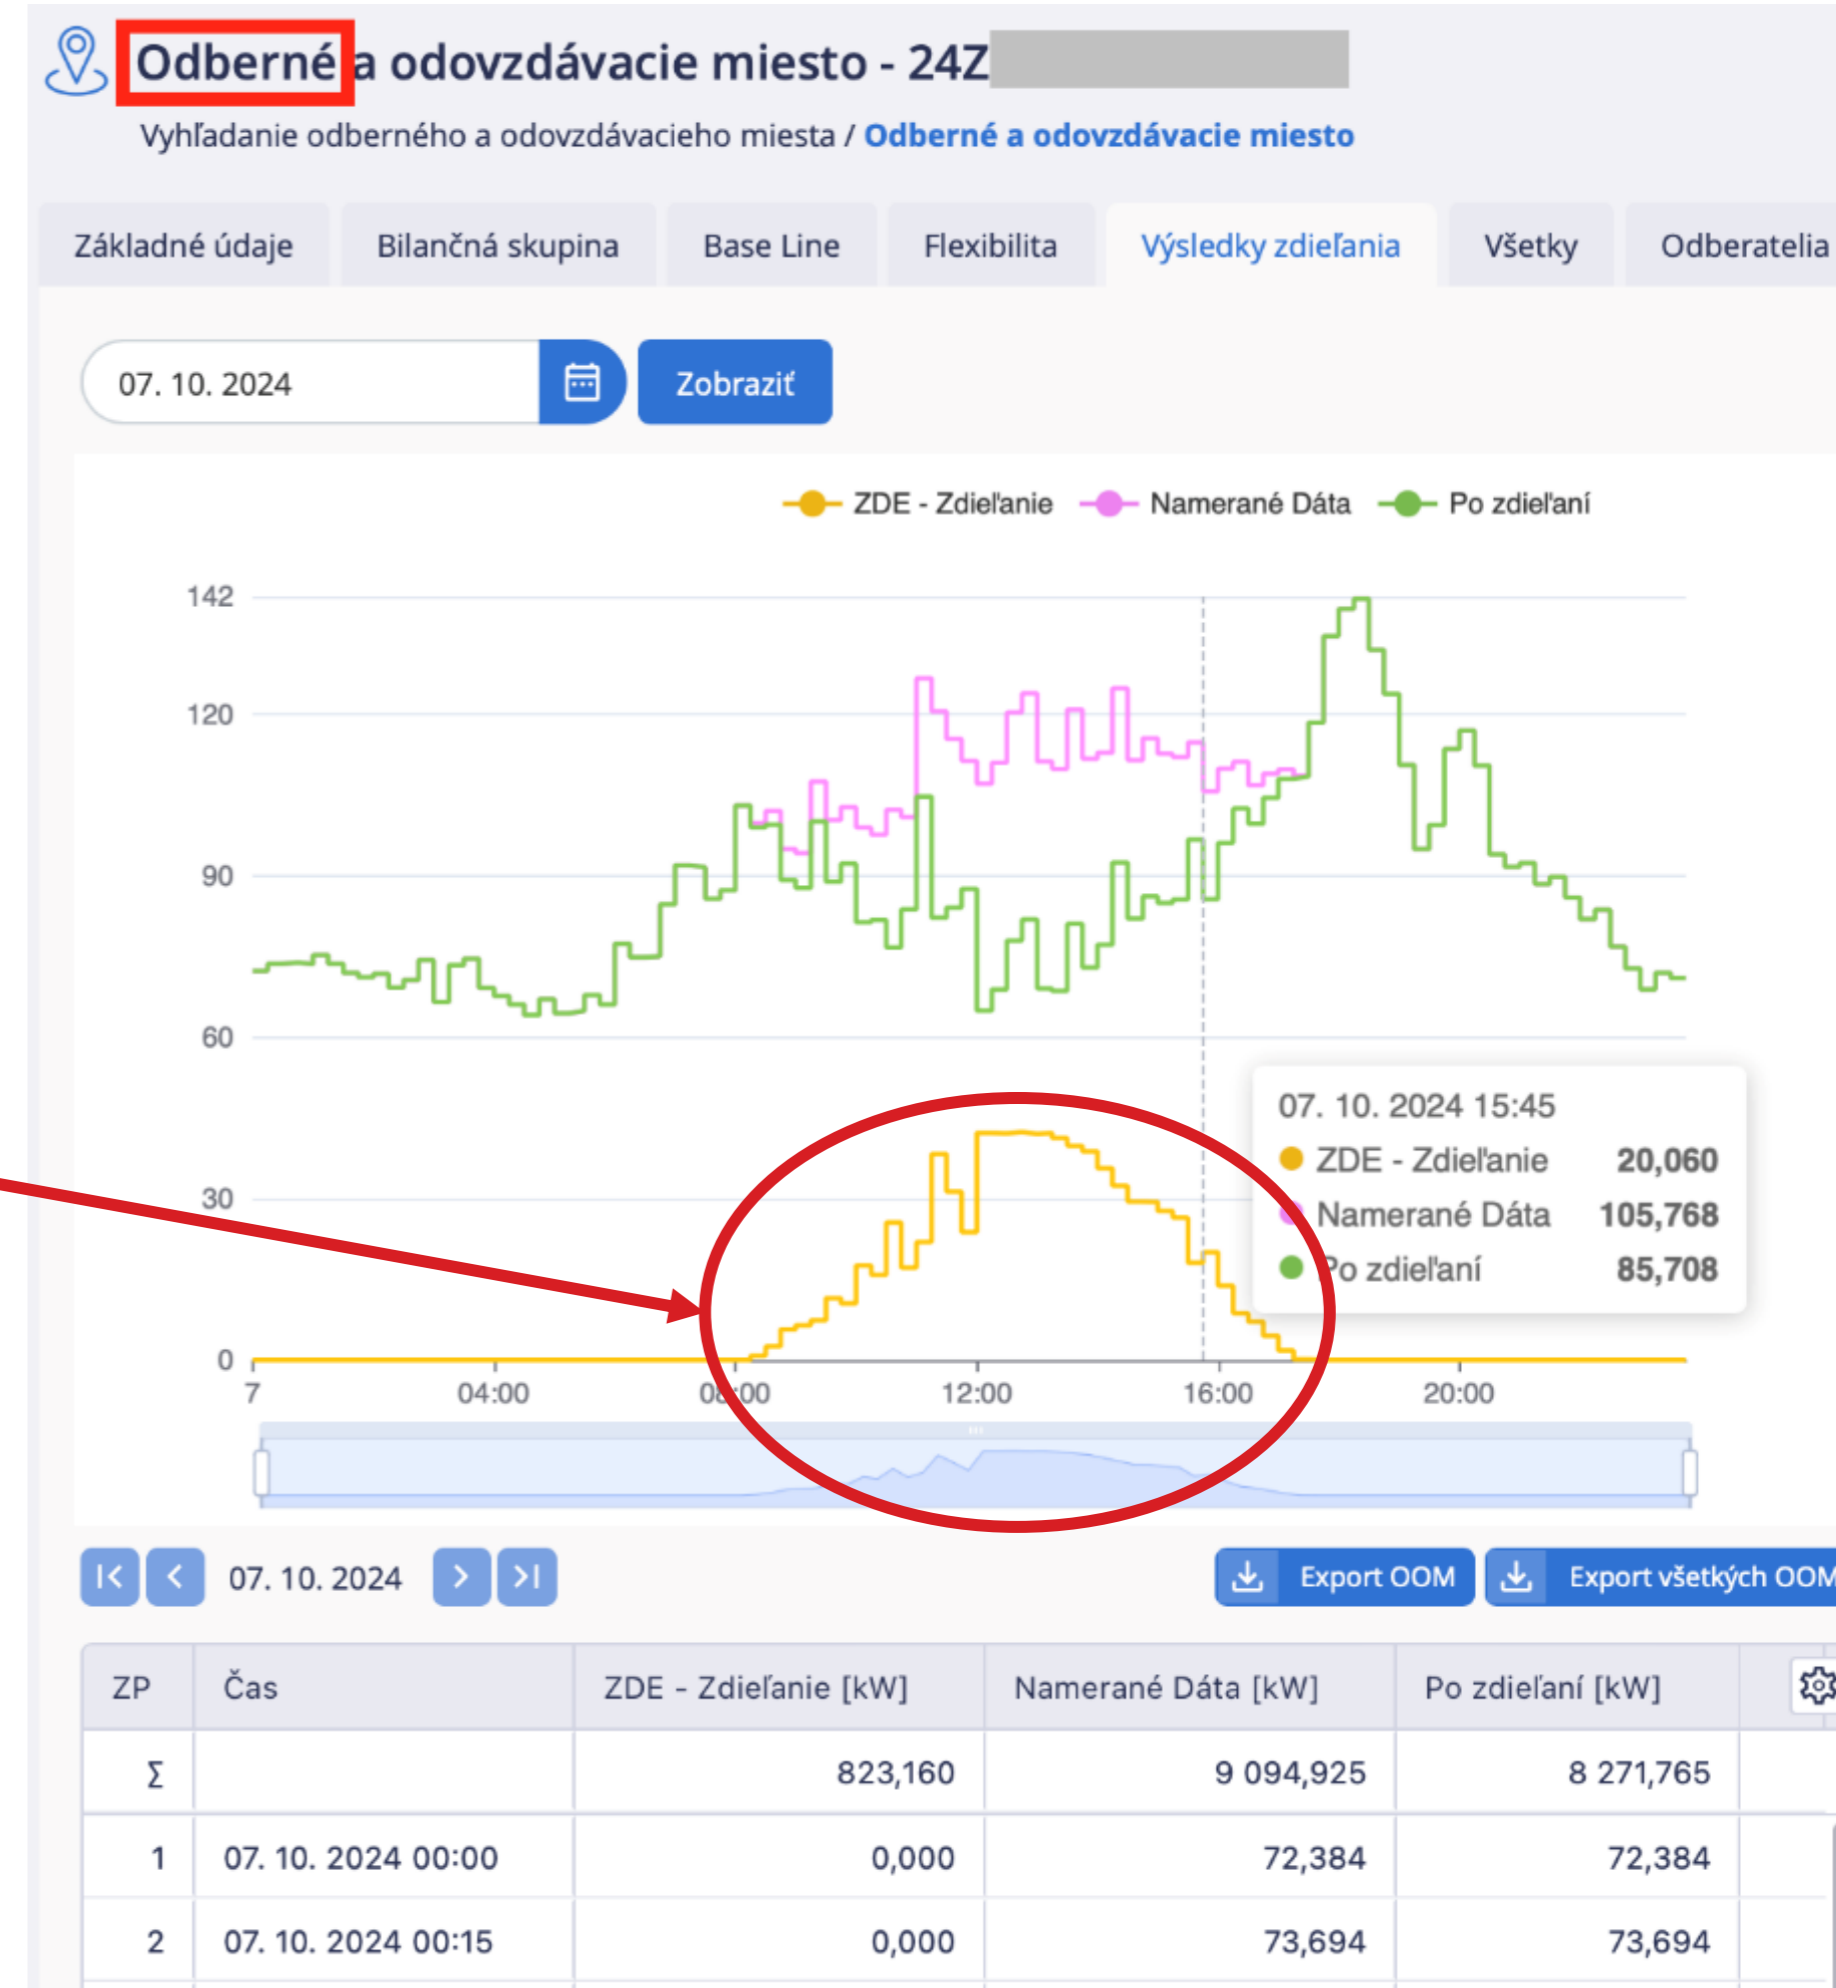 Odberné a odovzdávacie miesto - 24Z
Vyhľadanie odberného a odovzdávacieho miesta / Odberné a odovzdávacie miesto
Základné údaje Bilančná skupina Base Line Flexibilita Výsledky zdieľania Všetky Odberatelia
07. 10. 2024 Zobraziť
ZDE - Zdieľanie Namerané Dáta Po zdieľaní
142
120
90
60
30
0
7 04:00 08:00 12:00 16:00 20:00
07. 10. 2024 15:45
ZDE - Zdieľanie 20,060
Namerané Dáta 105,768
Po zdieľaní 85,708
07. 10. 2024 Export OOM Export všetkých OOM
ZP Čas ZDE - Zdieľanie [kW] Namerané Dáta [kW] Po zdieľaní [kW]
Σ 823,160 9 094,925 8 271,765
1 07. 10. 2024 00:00 0,000 72,384 72,384
2 07. 10. 2024 00:15 0,000 73,694 73,694